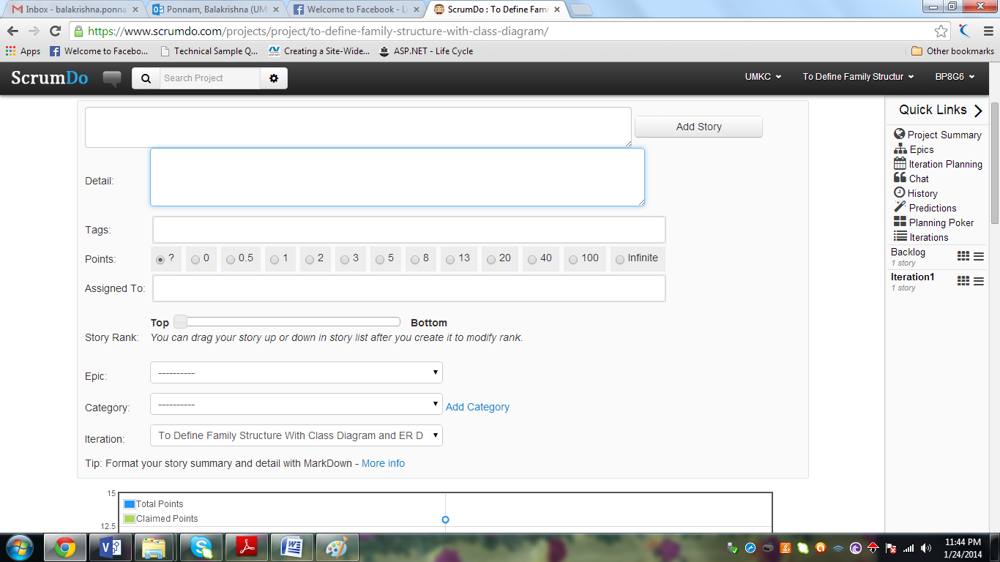 Inbox - balakrishna.ponna
Ponnam, Balakrishna (UM
Welcome to Facebook - L
ScrumDo : To Define Fami
https://www.scrumdo.com/projects/project/to-define-family-structure-with-class-diagram/
Apps
Welcome to Facebo...
Technical Sample Q...
Creating a Site-Wide...
ASP.NET - Life Cycle
Other bookmarks
ScrumDo
Search Project
UMKC
To Define Family Structur
BP8G6
Add Story
Detail:
Tags:
Points:
? 0 0.5 1 2 3 5 8 13 20 40 100 Infinite
Assigned To:
Top Bottom
Story Rank: You can drag your story up or down in story list after you create it to modify rank.
Epic: ----------
Category: ---------- Add Category
Iteration: To Define Family Structure With Class Diagram and ER D
Tip: Format your story summary and detail with MarkDown - More info
15
Total Points
Claimed Points
12.5
Quick Links
Project Summary
Epics
Iteration Planning
Chat
History
Predictions
Planning Poker
Iterations
Backlog
1 story
Iteration1
1 story
11:44 PM
1/24/2014